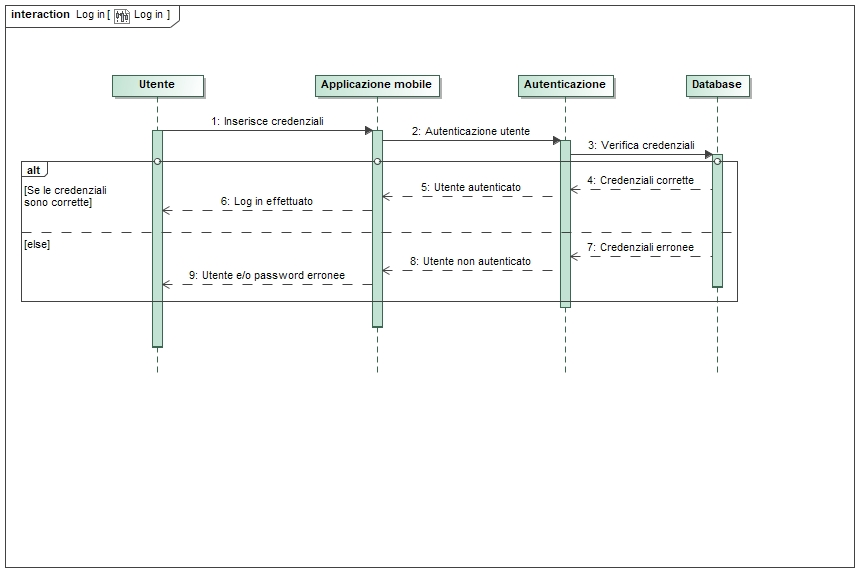 interaction Log in [ Log in ]
Utente
Applicazione mobile
Autenticazione
Database
1: Inserisce credenziali
2: Autenticazione utente
3: Verifica credenziali
alt
[Se le credenziali
sono corrette]
4: Credenziali corrette
5: Utente autenticato
6: Log in effettuato
[else]
7: Credenziali erronee
8: Utente non autenticato
9: Utente e/o password erronee